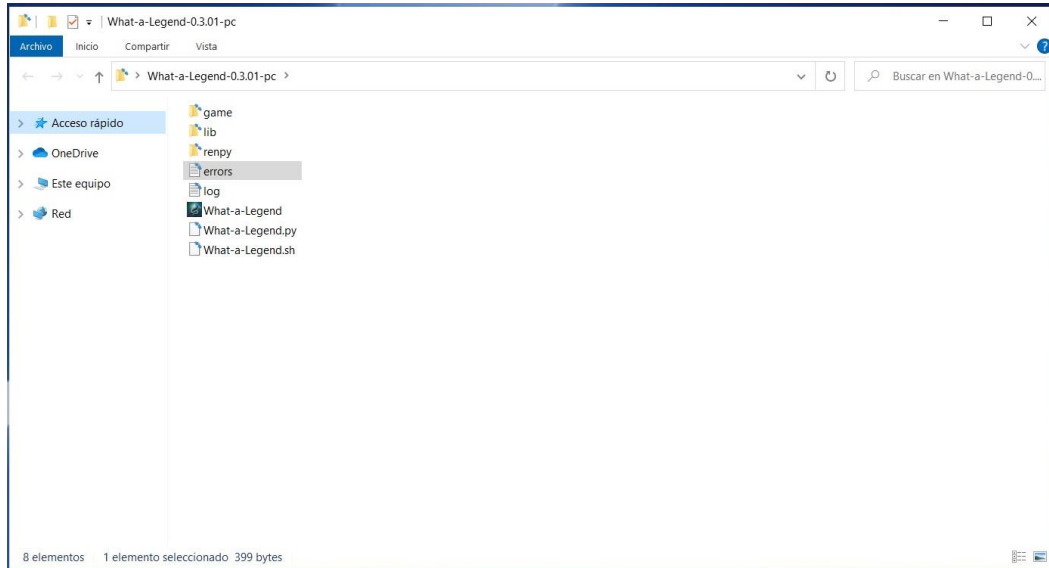 What-a-Legend-0.3.01-pc
Archivo Inicio Compartir Vista
What-a-Legend-0.3.01-pc
Buscar en What-a-Legend-0....
Acceso rápido
OneDrive
Este equipo
Red
game
lib
renpy
errors
log
What-a-Legend
What-a-Legend.py
What-a-Legend.sh
8 elementos 1 elemento seleccionado 399 bytes